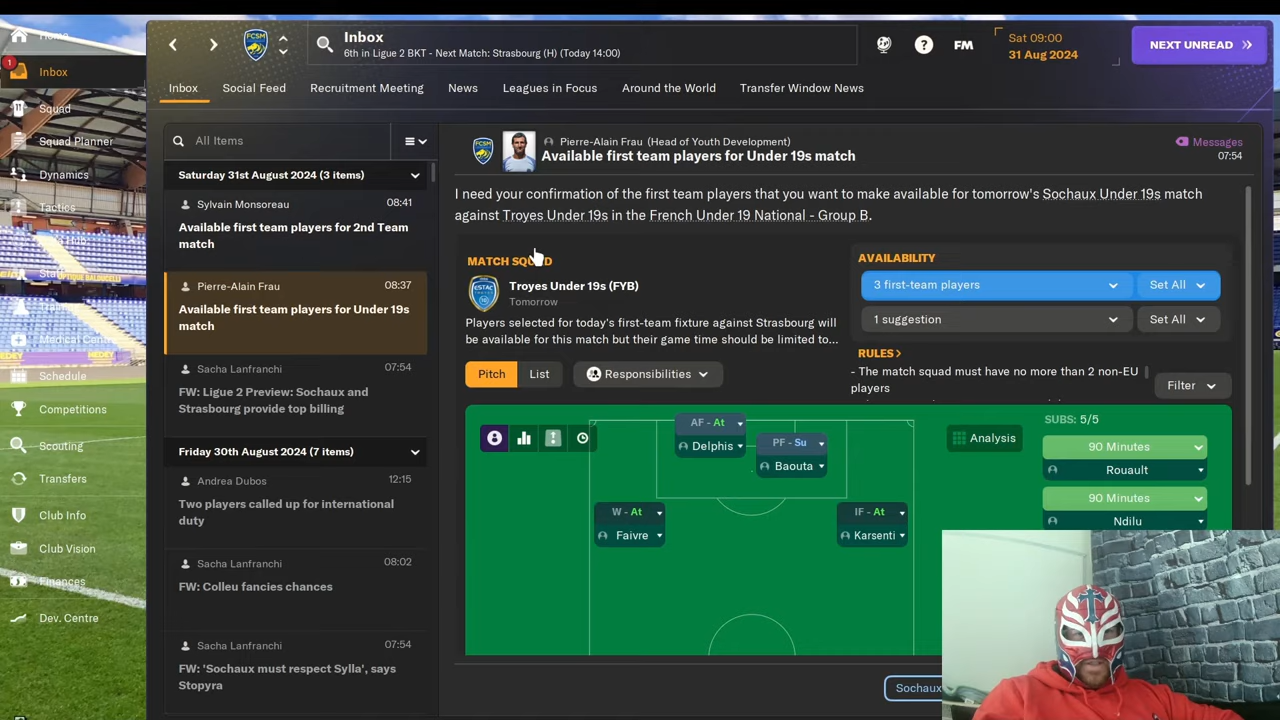 Home
Inbox
6th in Ligue 2 BKT - Next Match: Strasbourg (H) (Today 14:00)
FM
Sat 09:00
31 Aug 2024
NEXT UNREAD
1
Inbox
Squad
Squad Planner
Dynamics
Tactics
Medical Centre
Schedule
Competitions
Scouting
Transfers
Club Info
Club Vision
Finances
Dev. Centre
Inbox
Social Feed
Recruitment Meeting
News
Leagues in Focus
Around the World
Transfer Window News
All Items
Saturday 31st August 2024 (3 items)
Sylvain Monsoreau
08:41
Available first team players for 2nd Team
match
Pierre-Alain Frau
08:37
Available first team players for Under 19s
match
Sacha Lanfranchi
07:54
FW: Ligue 2 Preview: Sochaux and
Strasbourg provide top billing
Friday 30th August 2024 (7 items)
Andrea Dubos
12:15
Two players called up for international
duty
Sacha Lanfranchi
08:02
FW: Colleu fancies chances
Sacha Lanfranchi
07:54
FW: 'Sochaux must respect Sylla', says
Stopyra
Pierre-Alain Frau (Head of Youth Development)
Available first team players for Under 19s match
Messages
07:54
I need your confirmation of the first team players that you want to make available for tomorrow's Sochaux Under 19s match
against Troyes Under 19s in the French Under 19 National - Group B.
MATCH SQUAD
Troyes Under 19s (FYB)
Tomorrow
Players selected for today's first-team fixture against Strasbourg will
be available for this match but their game time should be limited to...
AVAILABILITY
3 first-team players
Set All
1 suggestion
Set All
RULES
- The match squad must have no more than 2 non-EU
players
Pitch
List
Responsibilities
Filter
AF - At
Delphis
PF - Su
Baouta
W - At
Faivre
IF - At
Karsenti
Analysis
SUBS: 5/5
90 Minutes
Rouault
90 Minutes
Ndilu
Sochaux